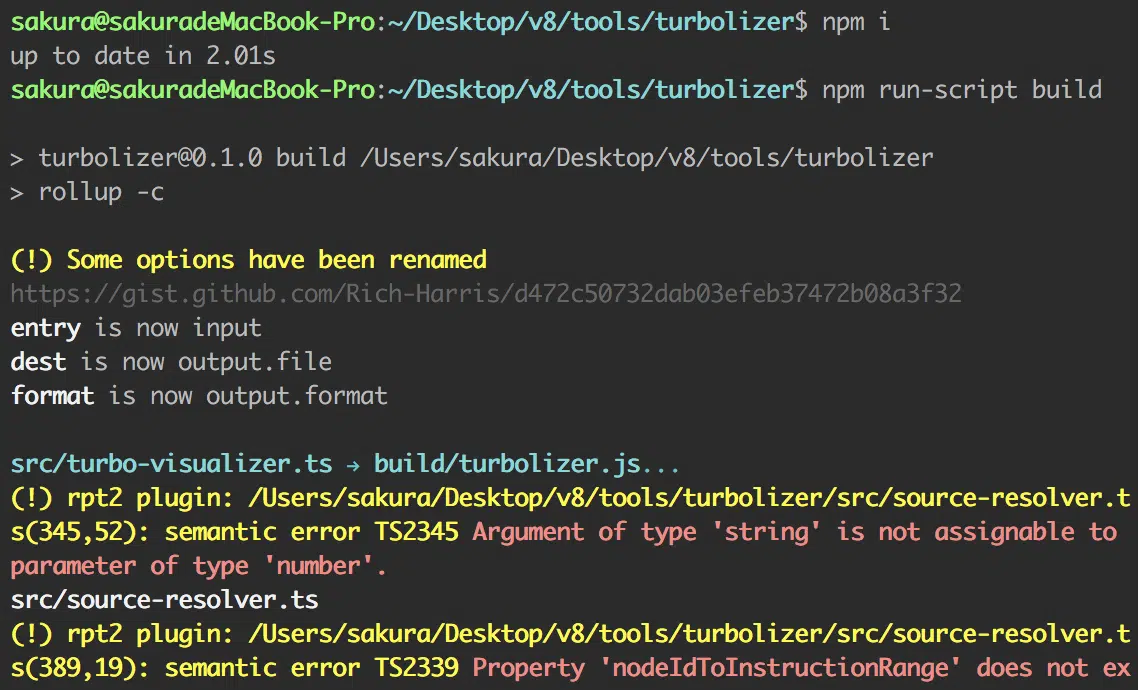 sakura@sakuradeMacBook-Pro:~/Desktop/v8/tools/turbolizer$ npm i
up to date in 2.01s
sakura@sakuradeMacBook-Pro:~/Desktop/v8/tools/turbolizer$ npm run-script build
> turbolizer@0.1.0 build /Users/sakura/Desktop/v8/tools/turbolizer
> rollup -c
(!) Some options have been renamed
https://gist.github.com/Rich-Harris/d472c50732dab03efeb37472b08a3f32
entry is now input
dest is now output.file
format is now output.format
src/turbo-visualizer.ts → build/turbolizer.js...
(!) rpt2 plugin: /Users/sakura/Desktop/v8/tools/turbolizer/src/source-resolver.t
s(345,52): semantic error TS2345 Argument of type 'string' is not assignable to
parameter of type 'number'.
src/source-resolver.ts
(!) rpt2 plugin: /Users/sakura/Desktop/v8/tools/turbolizer/src/source-resolver.t
s(389,19): semantic error TS2339 Property 'nodeIdToInstructionRange' does not ex